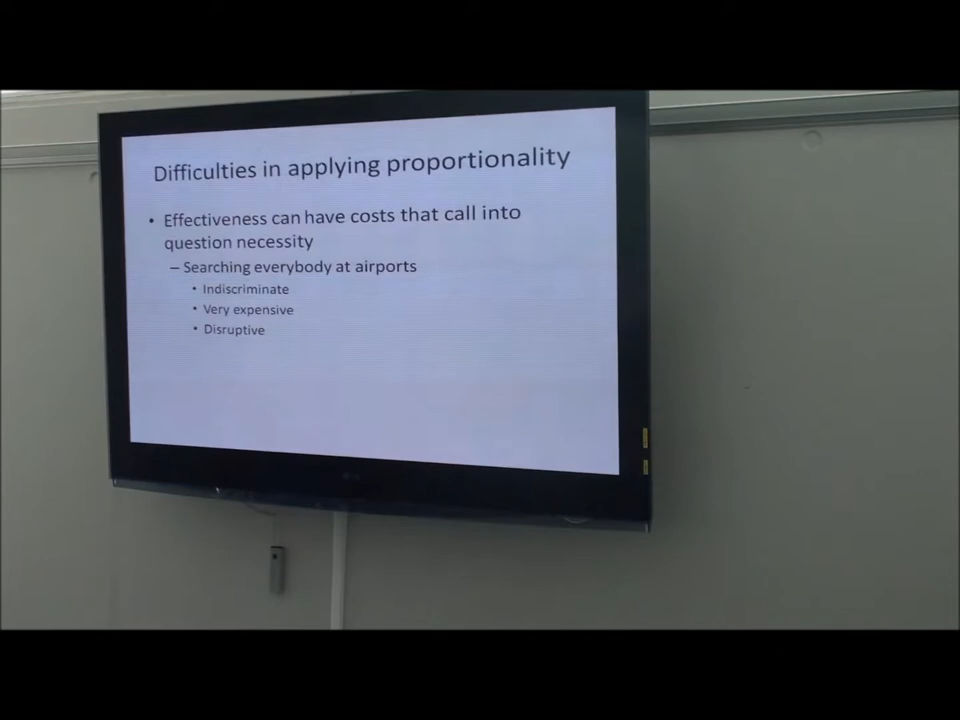 Difficulties in applying proportionality
• Effectiveness can have costs that call into
question necessity
– Searching everybody at airports
• Indiscriminate
• Very expensive
• Disruptive